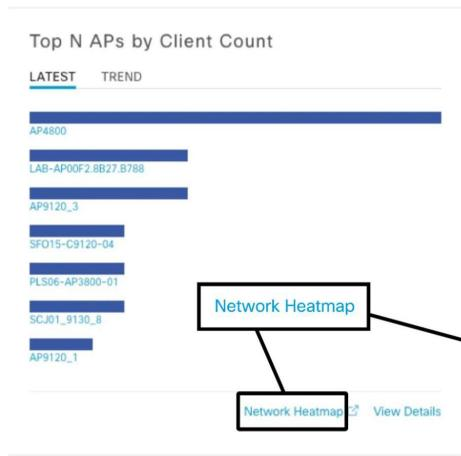 Top N APs by Client Count
LATEST TREND
AP4800
LAB-AP00F2.8B27.B788
AP9120_3
SFO15-C9120-04
PLS06-AP3800-01
SCJ01_9130_8
Network Heatmap
AP9120_1
Network Heatmap View Details